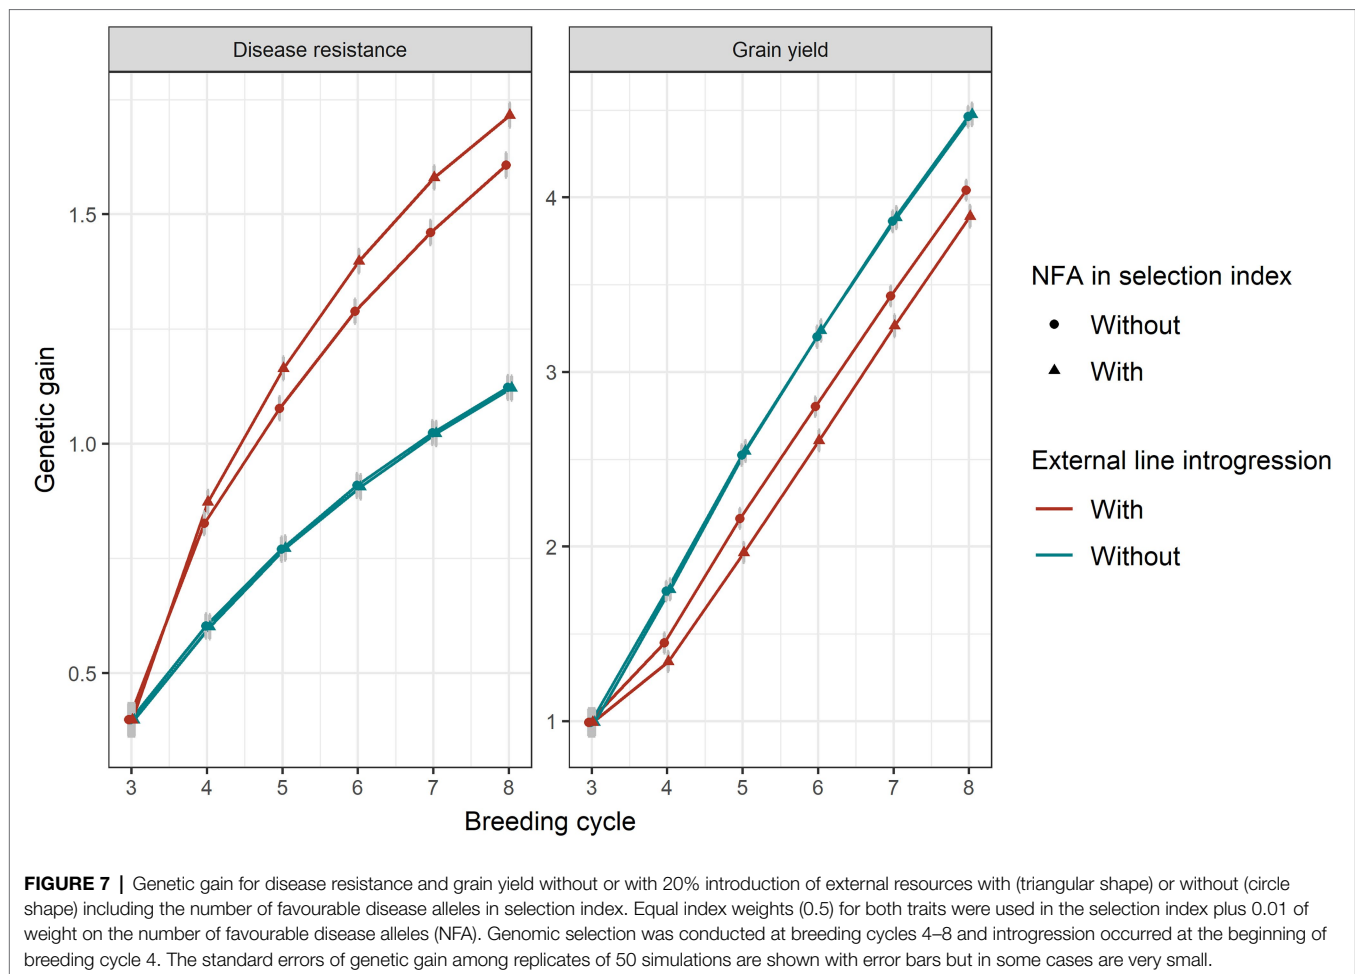 Disease resistance
Grain yield
Genetic gain
1.5
1.0
0.5
4
3
2
1
3 4 5 6 7 8
3 4 5 6 7 8
Breeding cycle
NFA in selection index
Without
With
External line introgression
With
Without
FIGURE 7 | Genetic gain for disease resistance and grain yield without or with 20% introduction of external resources with (triangular shape) or without (circle
shape) including the number of favourable disease alleles in selection index. Equal index weights (0.5) for both traits were used in the selection index plus 0.01 of
weight on the number of favourable disease alleles (NFA). Genomic selection was conducted at breeding cycles 4–8 and introgression occurred at the beginning of
breeding cycle 4. The standard errors of genetic gain among replicates of 50 simulations are shown with error bars but in some cases are very small.